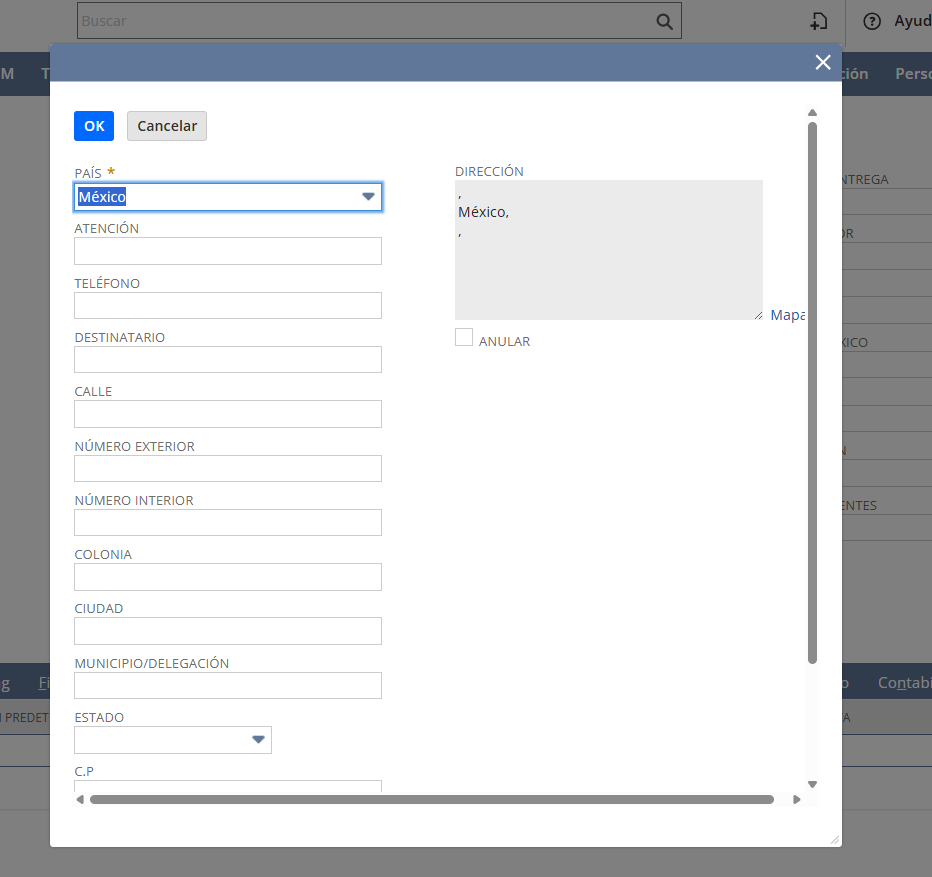 Buscar
Ayud
M
T
ción
Perso
OK
Cancelar
PAÍS *
México
ATENCIÓN
TELÉFONO
DESTINATARIO
CALLE
NÚMERO EXTERIOR
NÚMERO INTERIOR
COLONIA
CIUDAD
MUNICIPIO/DELEGACIÓN
ESTADO
C.P
DIRECCIÓN
,
México,
,
Mapa
ANULAR
NTREGA
OR
XICO
N
ENTES
g
Fi
o
Contabi
N PREDET
A